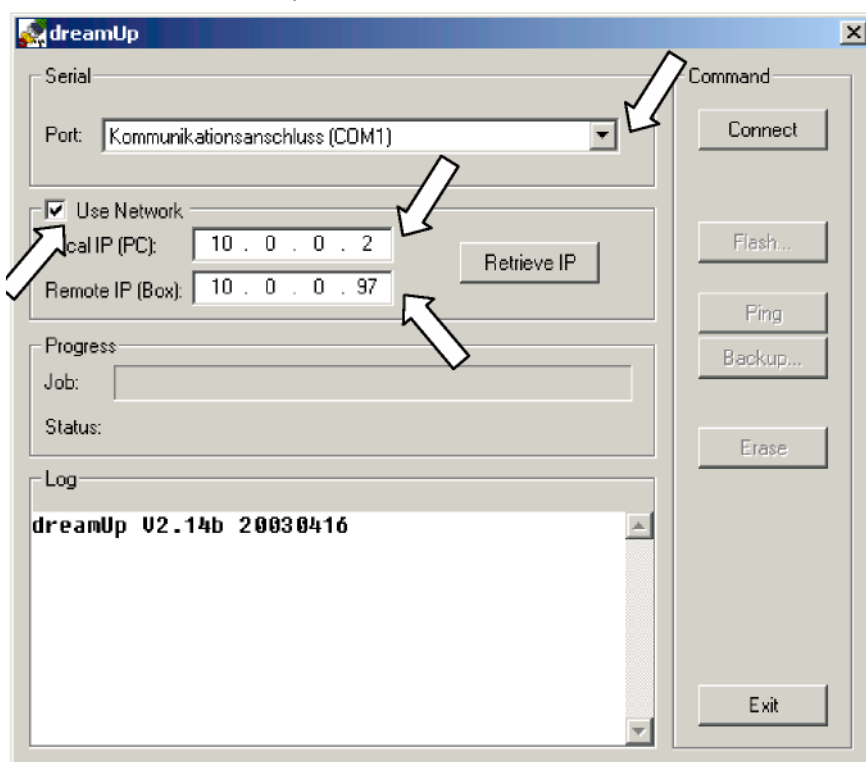 dreamUp
Serial
Port: Kommunikationsanschluss (COM1)
Use Network
IP (PC): 10 . 0 . 0 . 2
Remote IP (Box): 10 . 0 . 0 . 97
Retrieve IP
Progress
Job:
Status:
Log
dreamUp V2.14b 20030416
Command
Connect
Flash...
Ping
Backup...
Erase
Exit